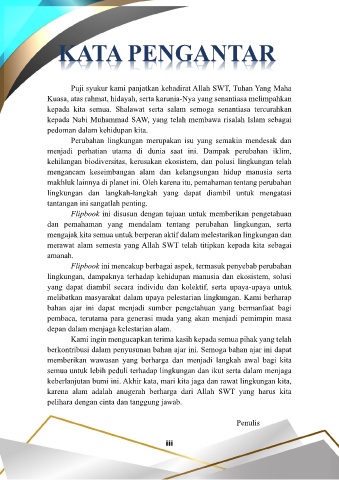 KATA PENGANTAR
Puji syukur kami panjatkan kehadirat Allah SWT, Tuhan Yang Maha
Kuasa, atas rahmat, hidayah, serta karunia-Nya yang senantiasa melimpahkan
kepada kita semua. Shalawat serta salam semoga senantiasa tercurahkan
kepada Nabi Muhammad SAW, yang telah membawa risalah Islam sebagai
pedoman dalam kehidupan kita.
Perubahan lingkungan merupakan isu yang semakin mendesak dan
menjadi perhatian utama di dunia saat ini. Dampak perubahan iklim,
kehilangan biodiversitas, kerusakan ekosistem, dan polusi lingkungan telah
mengancam keseimbangan alam dan kelangsungan hidup manusia serta
makhluk lainnya di planet ini. Oleh karena itu, pemahaman tentang perubahan
lingkungan dan langkah-langkah yang dapat diambil untuk mengatasi
tantangan ini sangatlah penting.
Flipbook ini disusun dengan tujuan untuk memberikan pengetahuan
dan pemahaman yang mendalam tentang perubahan lingkungan, serta
mengajak kita semua untuk berperan aktif dalam melestarikan lingkungan dan
merawat alam semesta yang Allah SWT telah titipkan kepada kita sebagai
amanah.
Flipbook ini mencakup berbagai aspek, termasuk penyebab perubahan
lingkungan, dampaknya terhadap kehidupan manusia dan ekosistem, solusi
yang dapat diambil secara individu dan kolektif, serta upaya-upaya untuk
melibatkan masyarakat dalam upaya pelestarian lingkungan. Kami berharap
bahan ajar ini dapat menjadi sumber pengetahuan yang bermanfaat bagi
pembaca, terutama para generasi muda yang akan menjadi pemimpin masa
depan dalam menjaga kelestarian alam.
Kami ingin mengucapkan terima kasih kepada semua pihak yang telah
berkontribusi dalam penyusunan bahan ajar ini. Semoga bahan ajar ini dapat
memberikan wawasan yang berharga dan menjadi langkah awal bagi kita
semua untuk lebih peduli terhadap lingkungan dan ikut serta dalam menjaga
keberlanjutan bumi ini. Akhir kata, mari kita jaga dan rawat lingkungan kita,
karena alam adalah anugerah berharga dari Allah SWT yang harus kita
pelihara dengan cinta dan tanggung jawab.
Penulis
iii